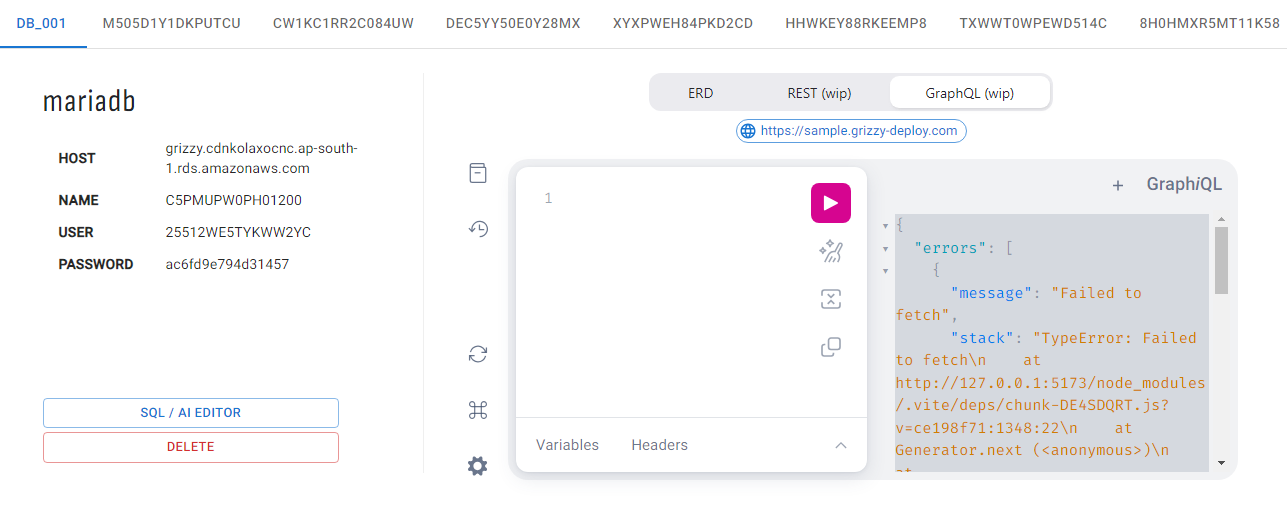 DB_001 M505D1Y1DKPUTCU CW1KC1RR2C084UW DEC5YY50E0Y28MX XYXPWEH84PKD2CD HHWKEY88RKEEMP8 TXWWT0WPEWD514C 8H0HMXR5MT11K58
mariadb
HOST grizzy.cdnkolaxocnc.ap-south-
1.rds.amazonaws.com
NAME C5PMUPW0PH01200
USER 25512WE5TYKWW2YC
PASSWORD ac6fd9e794d31457
SQL / AI EDITOR
DELETE
ERD REST (wip) GraphQL (wip)
https://sample.grizzy-deploy.com
1
Variables Headers
+ GraphiQL
{
"errors": [
{
"message": "Failed to
fetch",
"stack": "TypeError: Failed
to fetch\n    at
http://127.0.0.1:5173/node_modules
/.vite/deps/chunk-DE4SDQRT.js?
v=ce198f71:1348:22\n    at
Generator.next (<anonymous>)\n
at